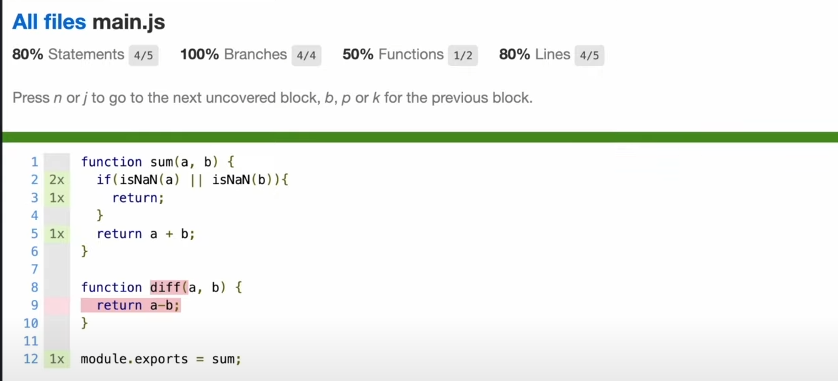 All files main.js
80% Statements 4/5 100% Branches 4/4 50% Functions 1/2 80% Lines 4/5
Press n or j to go to the next uncovered block, b, p or k for the previous block.
1 function sum(a, b) {
2 2x if(isNaN(a) || isNaN(b)){
3 1x return;
4 }
5 1x return a + b;
6 }
7
8 function diff(a, b) {
9 return a-b;
10 }
11
12 1x module.exports = sum;